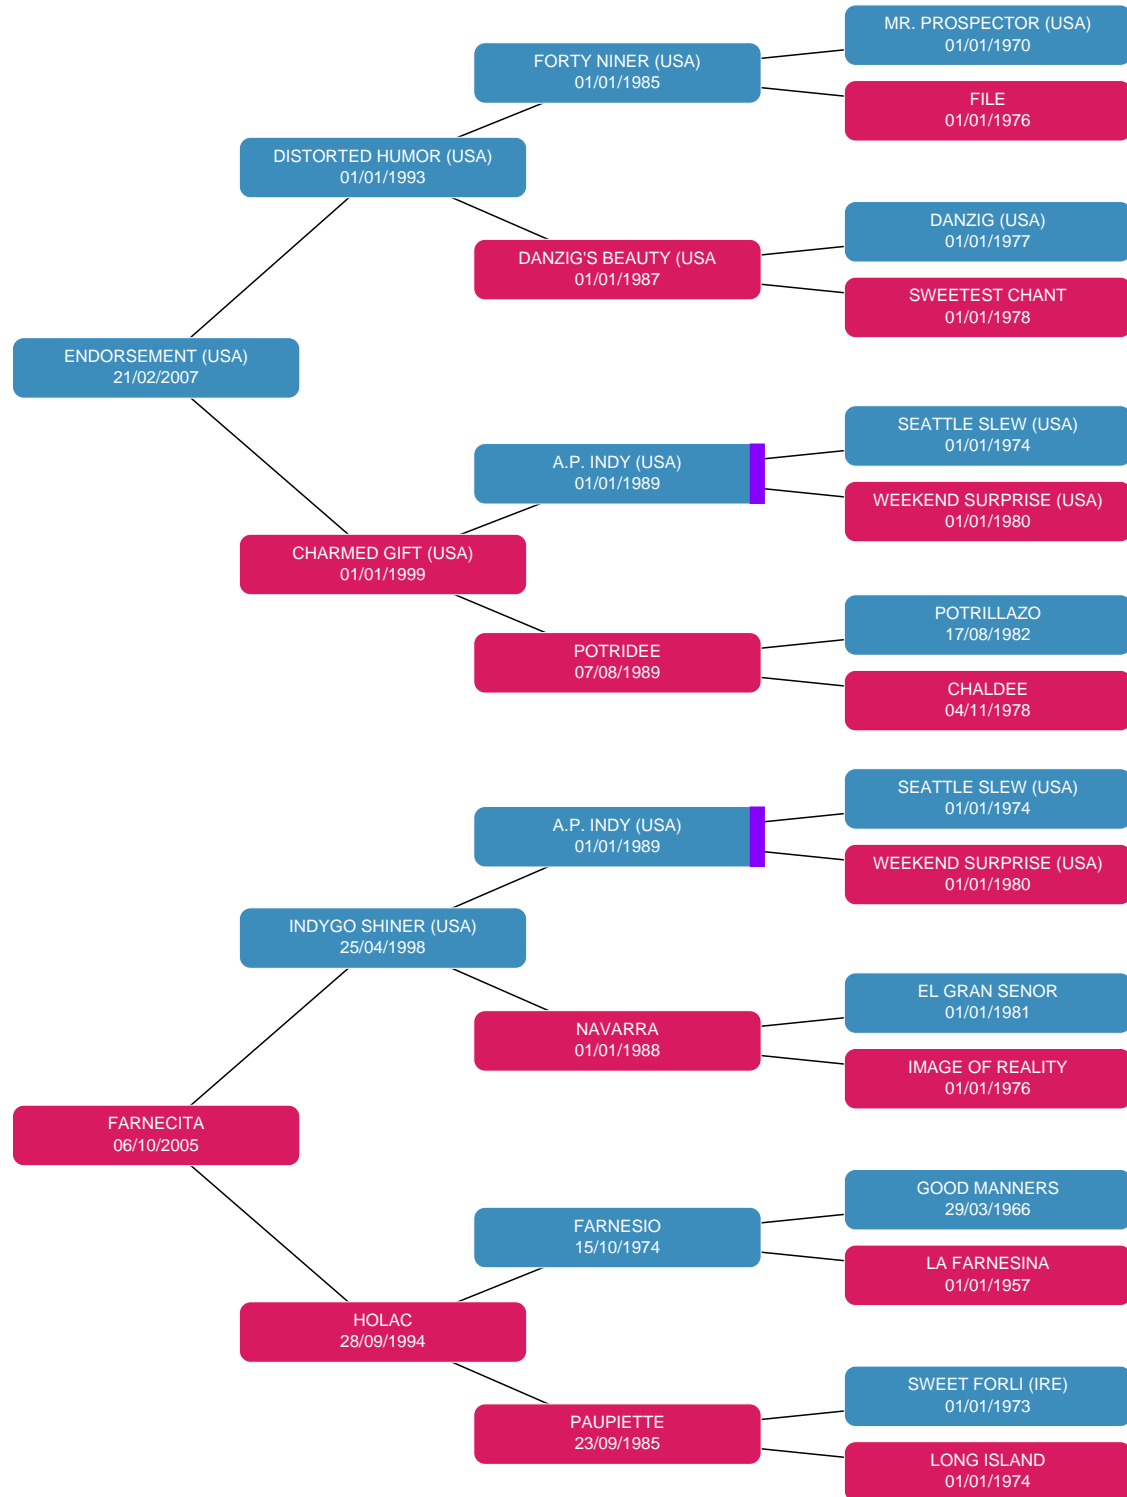 MR. PROSPECTOR (USA)
01/01/1970
FORTY NINER (USA)
01/01/1985
FILE
01/01/1976
DISTORTED HUMOR (USA)
01/01/1993
DANZIG (USA)
01/01/1977
DANZIG'S BEAUTY (USA
01/01/1987
SWEETEST CHANT
01/01/1978
ENDORSEMENT (USA)
21/02/2007
SEATTLE SLEW (USA)
01/01/1974
A.P. INDY (USA)
01/01/1989
WEEKEND SURPRISE (USA)
01/01/1980
CHARMED GIFT (USA)
01/01/1999
POTRILLAZO
17/08/1982
POTRIDEE
07/08/1989
CHALDEE
04/11/1978
SEATTLE SLEW (USA)
01/01/1974
A.P. INDY (USA)
01/01/1989
WEEKEND SURPRISE (USA)
01/01/1980
INDYGO SHINER (USA)
25/04/1998
EL GRAN SENOR
01/01/1981
NAVARRA
01/01/1988
IMAGE OF REALITY
01/01/1976
FARNECITA
06/10/2005
GOOD MANNERS
29/03/1966
FARNESIO
15/10/1974
LA FARNESINA
01/01/1957
HOLAC
28/09/1994
SWEET FORLI (IRE)
01/01/1973
PAUPIETTE
23/09/1985
LONG ISLAND
01/01/1974